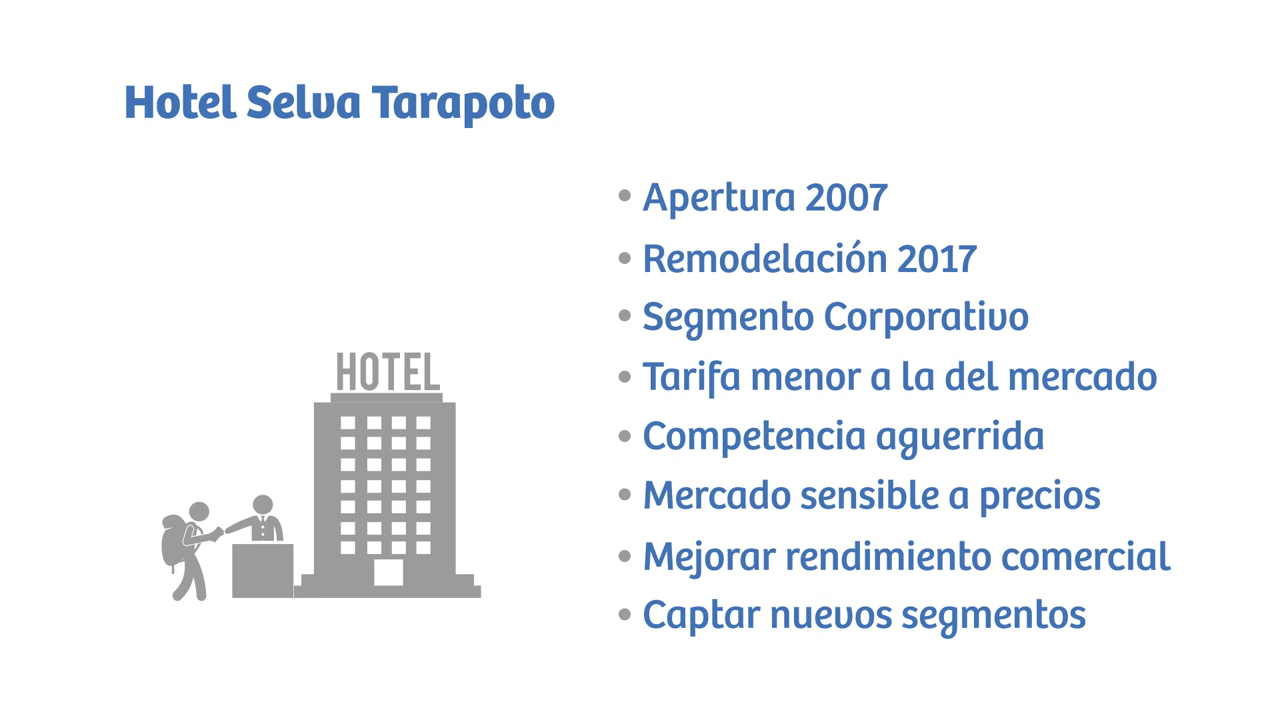 Hotel Selva Tarapoto
• Apertura 2007
• Remodelación 2017
• Segmento Corporativo
• Tarifa menor a la del mercado
• Competencia aguerrida
• Mercado sensible a precios
• Mejorar rendimiento comercial
• Captar nuevos segmentos
HOTEL